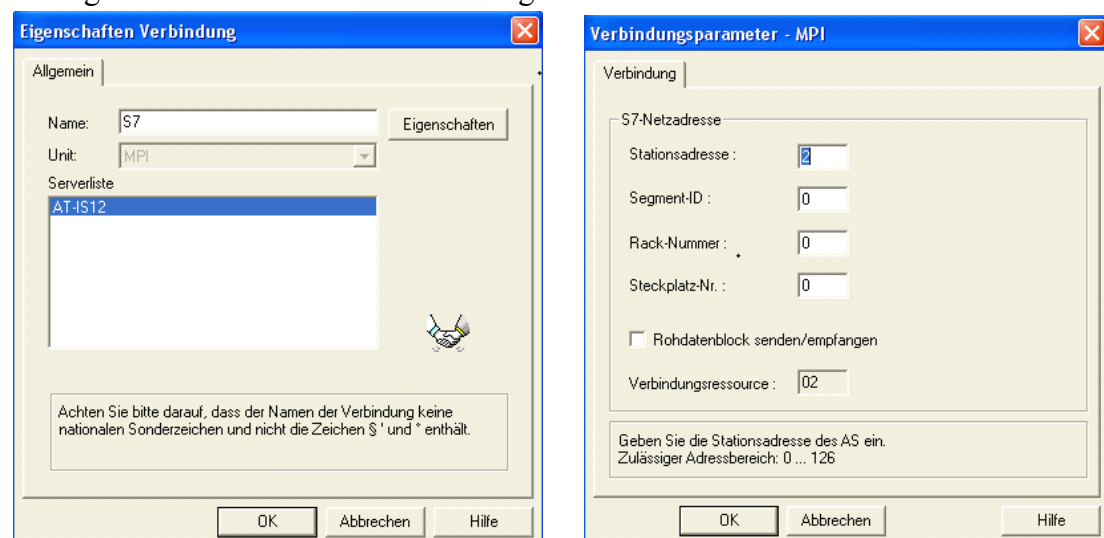 Eigenschaften Verbindung
Allgemein
Name:
S7
Eigenschaften
Unit:
MPI
Serverliste
AT-IS12
Achten Sie bitte darauf, dass der Namen der Verbindung keine
nationalen Sonderzeichen und nicht die Zeichen § ' und " enthält.
OK
Abbrechen
Hilfe
Verbindungsparameter - MPI
Verbindung
S7-Netzadresse
Stationsadresse :
2
Segment-ID :
0
Rack-Nummer :
0
Steckplatz-Nr. :
0
Rohdatenblock senden/empfangen
Verbindungsressource :
02
Geben Sie die Stationsadresse des AS ein.
Zulässiger Adressbereich: 0 ... 126
OK
Abbrechen
Hilfe